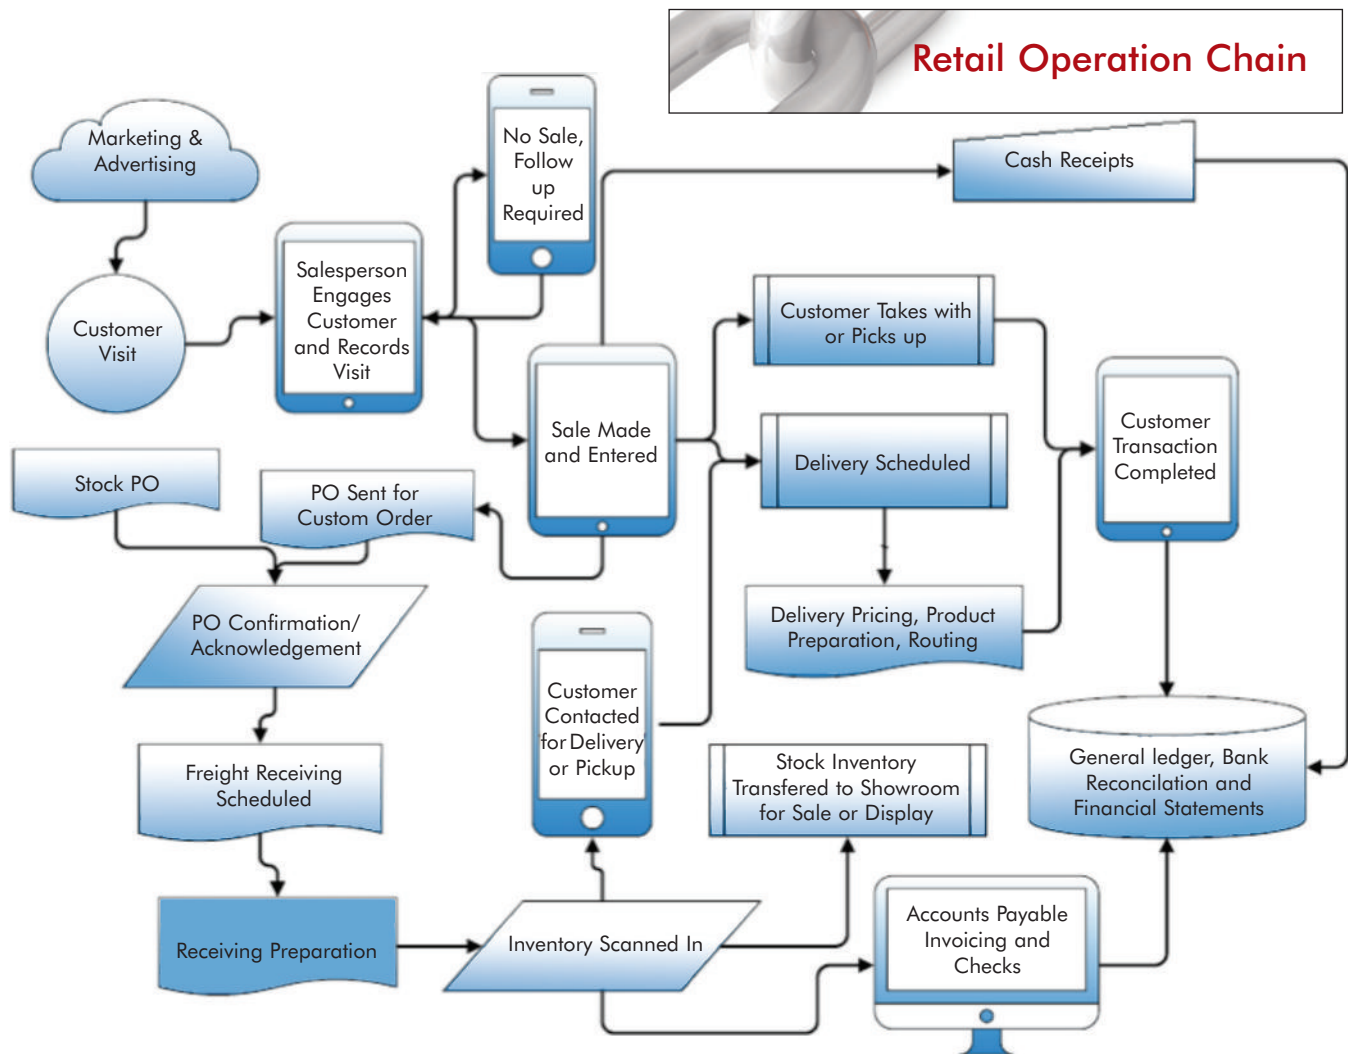 Retail Operation Chain
Marketing &
Advertising
No Sale,
Follow
up
Required
Cash Receipts
Customer
Visit
Salesperson
Engages
Customer
and Records
Visit
Customer Takes with
or Picks up
Sale Made
and Entered
Delivery Scheduled
Customer
Transaction
Completed
Stock PO
PO Sent for
Custom Order
PO Confirmation/
Acknowledgement
Delivery Pricing, Product
Preparation, Routing
Customer
Contacted
for Delivery
or Pickup
Freight Receiving
Scheduled
Stock Inventory
Transfered to Showroom
for Sale or Display
General ledger, Bank
Reconcilation and
Financial Statements
Receiving Preparation
Inventory Scanned In
Accounts Payable
Invoicing and
Checks